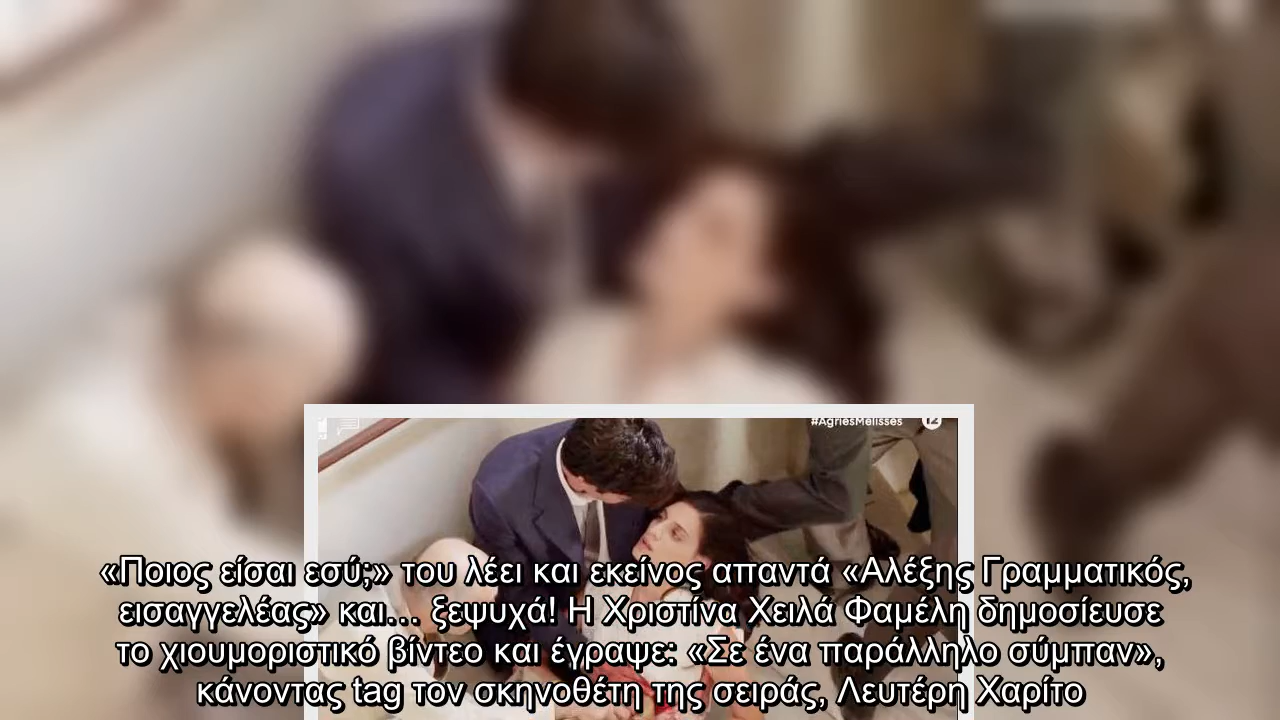 #AgriesMelisses 12
«Ποιος είσαι εσύ;» του λέει και εκείνος απαντά «Αλέξης Γραμματικός,
εισαγγελέας» και... ξεψυχά! Η Χριστίνα Χειλά Φαμέλη δημοσίευσε
το χιουμοριστικό βίντεο και έγραψε: «Σε ένα παράλληλο σύμπαν»,
κάνοντας tag τον σκηνοθέτη της σειράς, Λευτέρη Χαρίτο